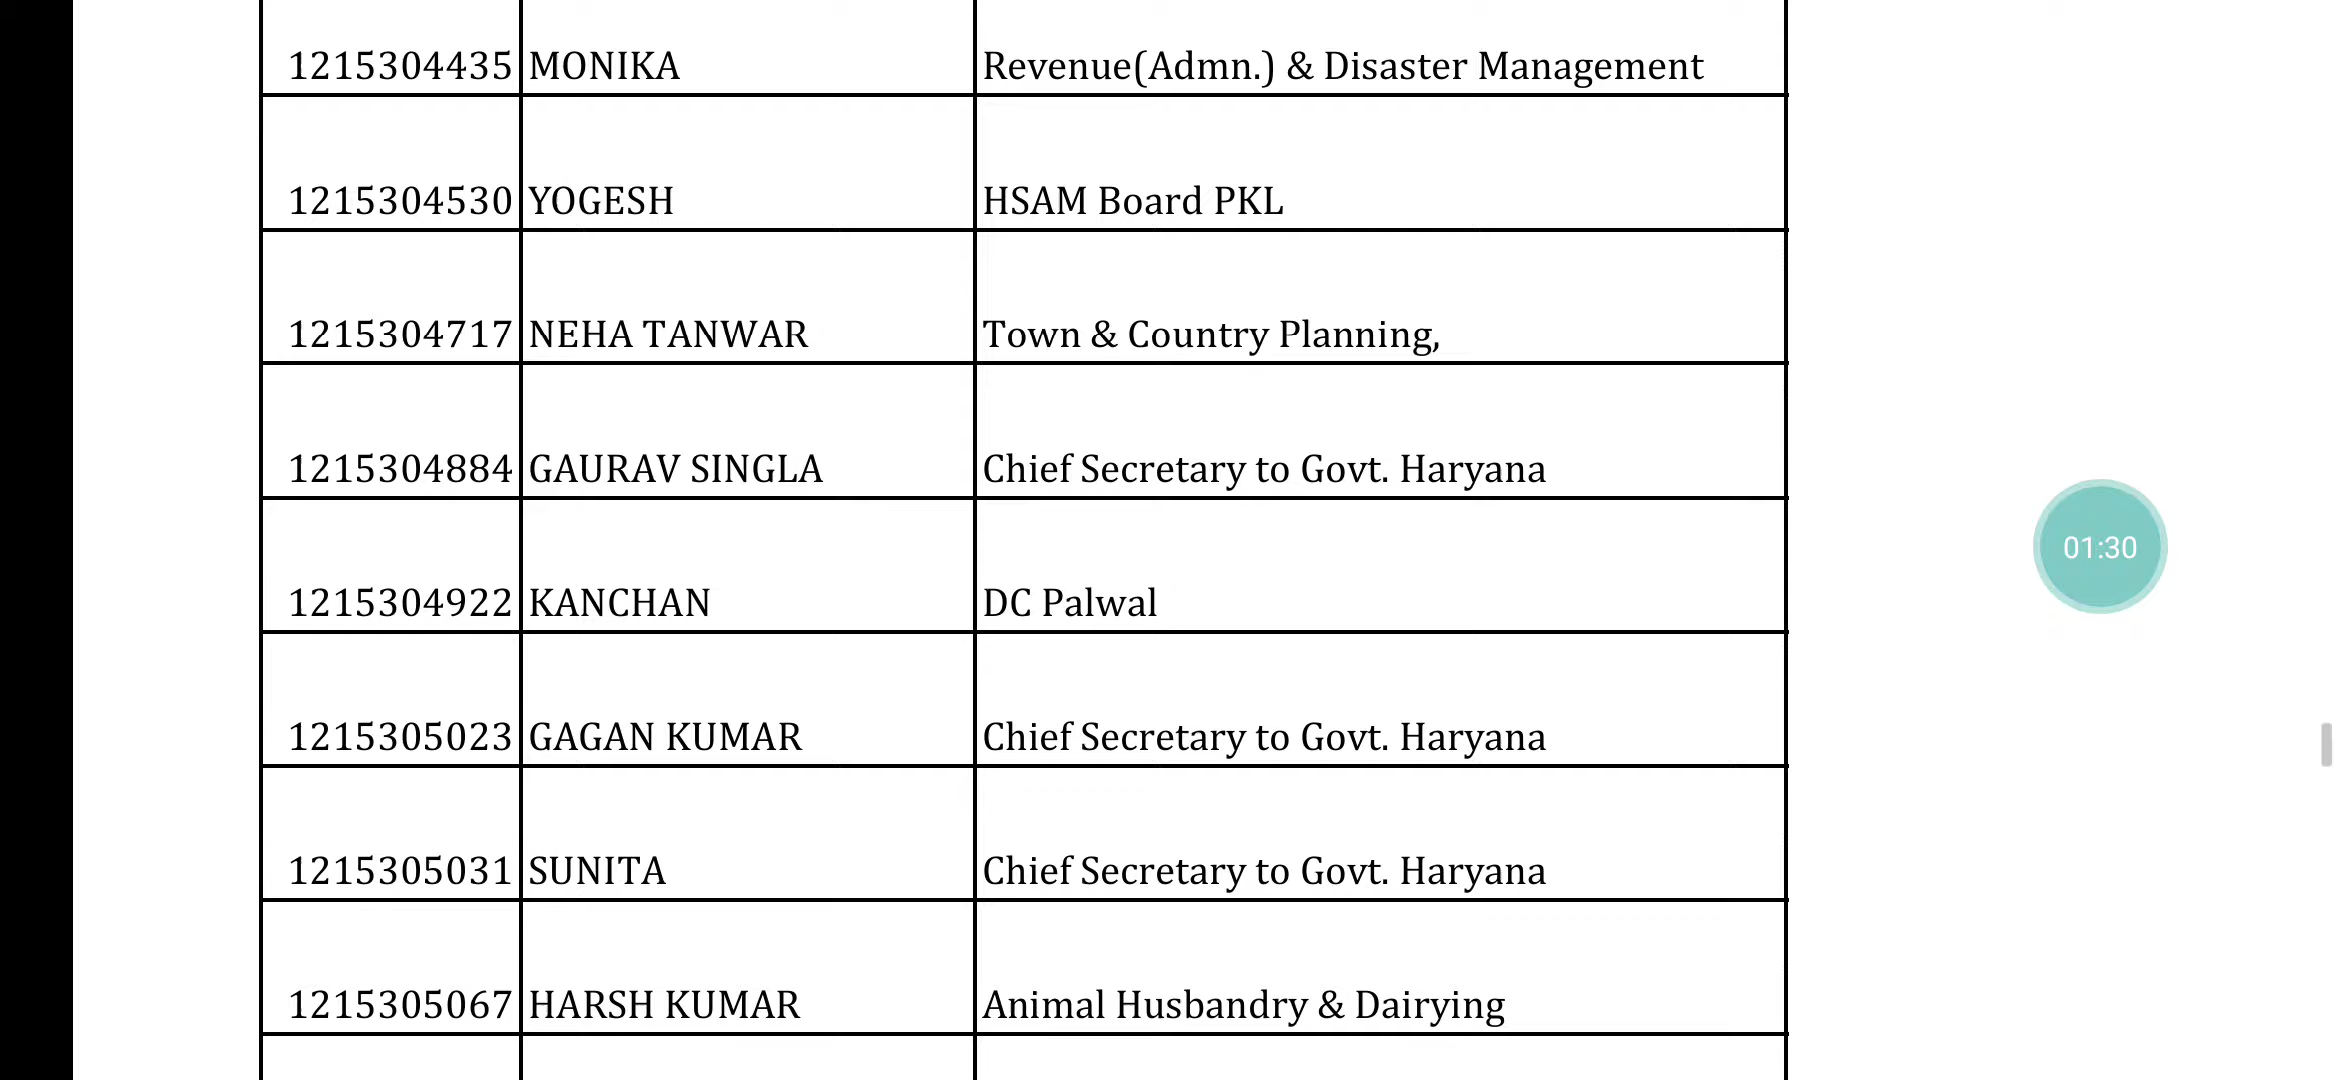 1215304435 MONIKA Revenue(Admn.) & Disaster Management
1215304530 YOGESH HSAM Board PKL
1215304717 NEHA TANWAR Town & Country Planning,
1215304884 GAURAV SINGLA Chief Secretary to Govt. Haryana
1215304922 KANCHAN DC Palwal
1215305023 GAGAN KUMAR Chief Secretary to Govt. Haryana
1215305031 SUNITA Chief Secretary to Govt. Haryana
1215305067 HARSH KUMAR Animal Husbandry & Dairying
01:30